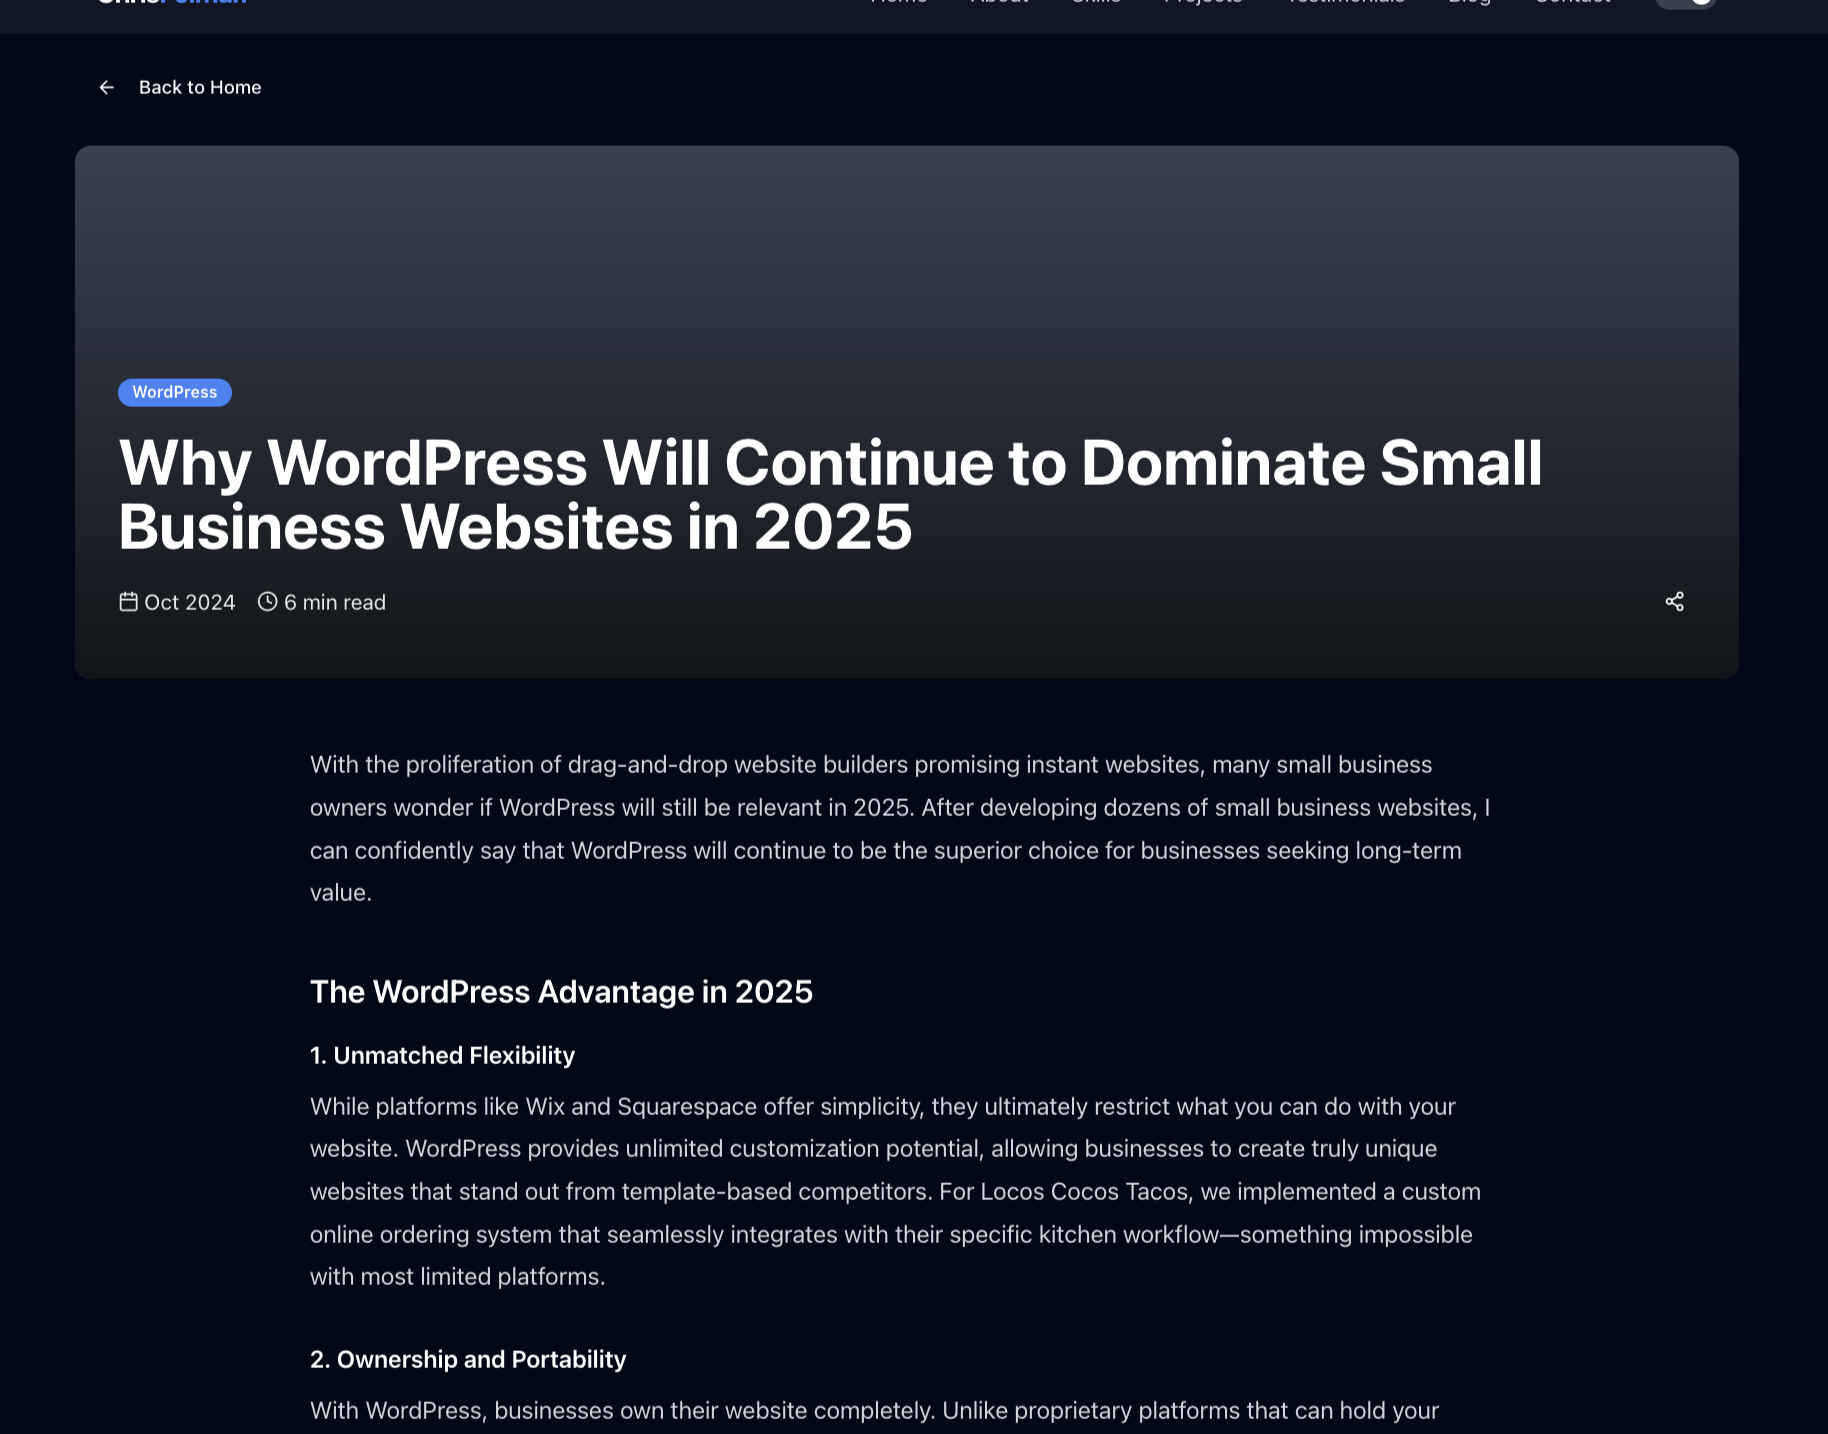 Home About Skills Projects Testimonials Blog Contact
Back to Home
WordPress
Why WordPress Will Continue to Dominate Small
Business Websites in 2025
Oct 2024 6 min read
With the proliferation of drag-and-drop website builders promising instant websites, many small business
owners wonder if WordPress will still be relevant in 2025. After developing dozens of small business websites, I
can confidently say that WordPress will continue to be the superior choice for businesses seeking long-term
value.
The WordPress Advantage in 2025
1. Unmatched Flexibility
While platforms like Wix and Squarespace offer simplicity, they ultimately restrict what you can do with your
website. WordPress provides unlimited customization potential, allowing businesses to create truly unique
websites that stand out from template-based competitors. For Locos Cocos Tacos, we implemented a custom
online ordering system that seamlessly integrates with their specific kitchen workflow—something impossible
with most limited platforms.
2. Ownership and Portability
With WordPress, businesses own their website completely. Unlike proprietary platforms that can hold your